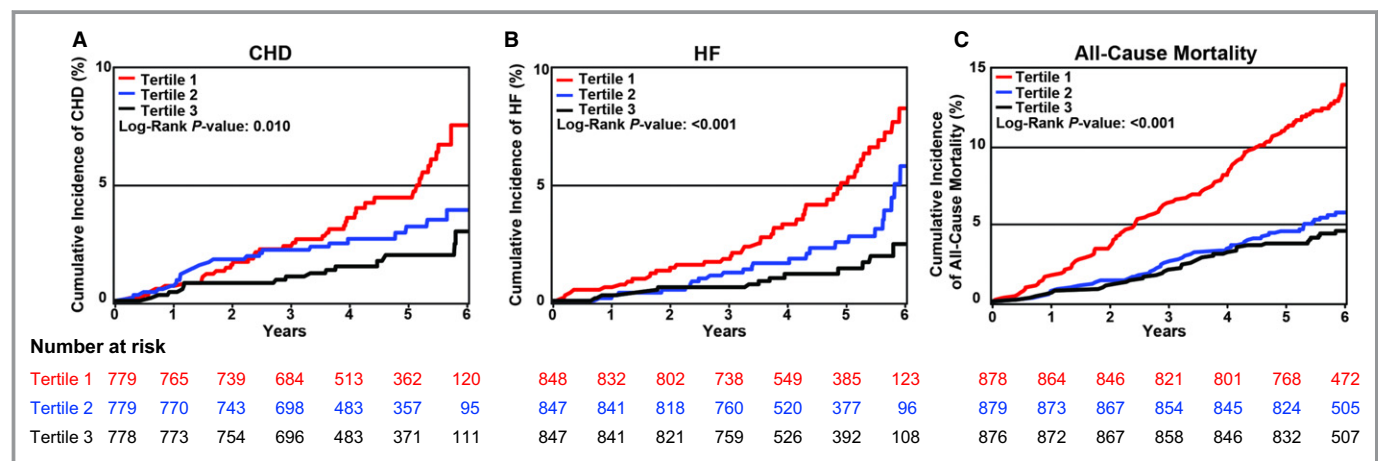 A
CHD
Cumulative Incidence of CHD (%)
10
5
0
Tertile 1
Tertile 2
Tertile 3
Log-Rank P-value: 0.010
0 1 2 3 4 5 6
Years
B
HF
Cumulative Incidence of HF (%)
10
5
0
Tertile 1
Tertile 2
Tertile 3
Log-Rank P-value: <0.001
0 1 2 3 4 5 6
Years
C
All-Cause Mortality
Cumulative Incidence
of All-Cause Mortality (%)
15
10
5
0
Tertile 1
Tertile 2
Tertile 3
Log-Rank P-value: <0.001
0 1 2 3 4 5 6
Years
Number at risk
Tertile 1 779 765 739 684 513 362 120 848 832 802 738 549 385 123 878 864 846 821 801 768 472
Tertile 2 779 770 743 698 483 357 95 847 841 818 760 520 377 96 879 873 867 854 845 824 505
Tertile 3 778 773 754 696 483 371 111 847 841 821 759 526 392 108 876 872 867 858 846 832 507